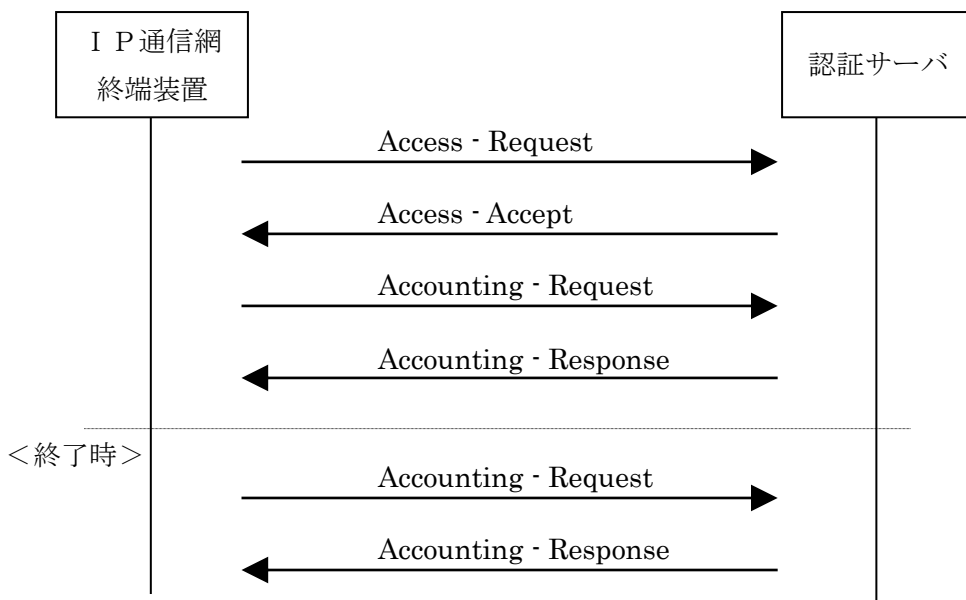 ＩＰ通信網
終端装置
認証サーバ
Access - Request
Access - Accept
Accounting - Request
Accounting - Response
＜終了時＞
Accounting - Request
Accounting - Response